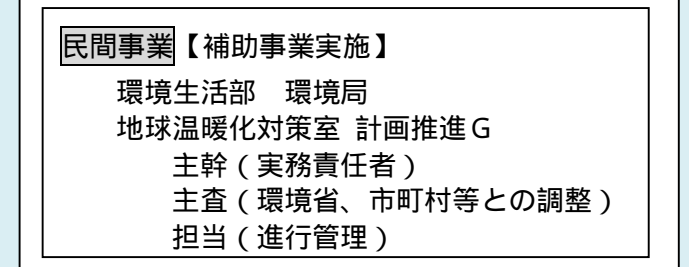 民間事業【補助事業実施】
環境生活部　環境局
地球温暖化対策室 計画推進G
主幹（実務責任者）
主査（環境省、市町村等との調整）
担当（進行管理）